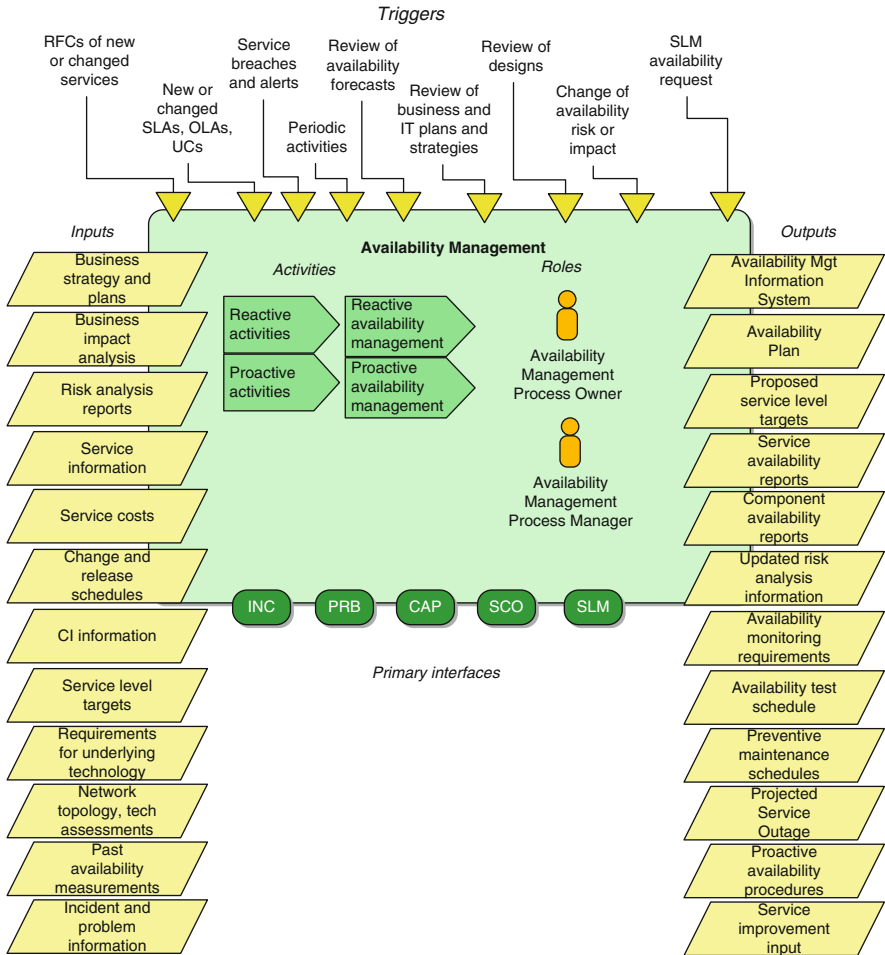 Triggers
RFCs of new
or changed
services
New or
changed
SLAs, OLAs,
UCs
Service
breaches
and alerts
Periodic
activities
Review of
availability
forecasts
Review of
business and
IT plans and
strategies
Review of
designs
Change of
availability
risk or
impact
SLM
availability
request
Inputs
Business
strategy and
plans
Business
impact
analysis
Risk analysis
reports
Service
information
Service costs
Change and
release
schedules
CI information
Service level
targets
Requirements
for underlying
technology
Network
topology, tech
assessments
Past
availability
measurements
Incident and
problem
information
Availability Management
Activities
Reactive
activities
Reactive
availability
management
Proactive
activities
Proactive
availability
management
Roles
Availability
Management
Process Owner
Availability
Management
Process Manager
INC
PRB
CAP
SCO
SLM
Primary interfaces
Outputs
Availability Mgt
Information
System
Availability
Plan
Proposed
service level
targets
Service
availability
reports
Component
availability
reports
Updated risk
analysis
information
Availability
monitoring
requirements
Availability test
schedule
Preventive
maintenance
schedules
Projected
Service
Outage
Proactive
availability
procedures
Service
improvement
input